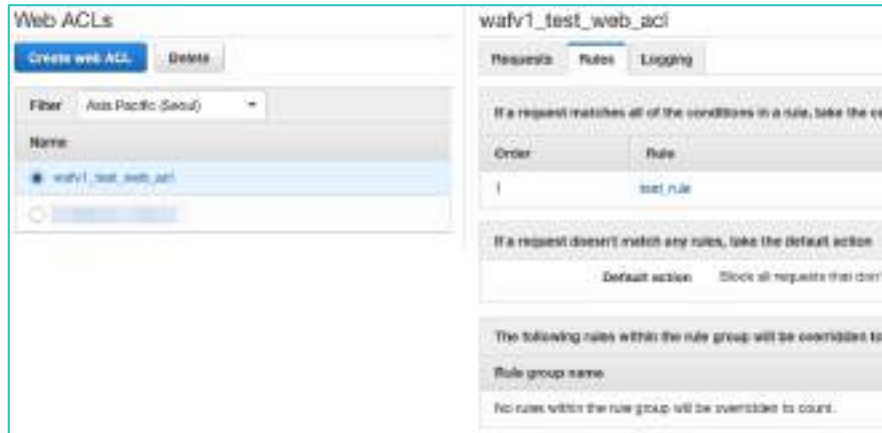 Web ACLs
Create web ACL Delete
Filter Asia Pacific (Seoul)
Name
wafv1_test_web_acl
wafv1_test_web_acl
Requests Rules Logging
If a request matches all of the conditions in a rule, take the
Order Rule
1 test_rule
If a request doesn't match any rules, take the default action
Default action Block all requests that don'
The following rules within the rule group will be overridden to
Rule group name
No rules within the rule group will be overridden to count.